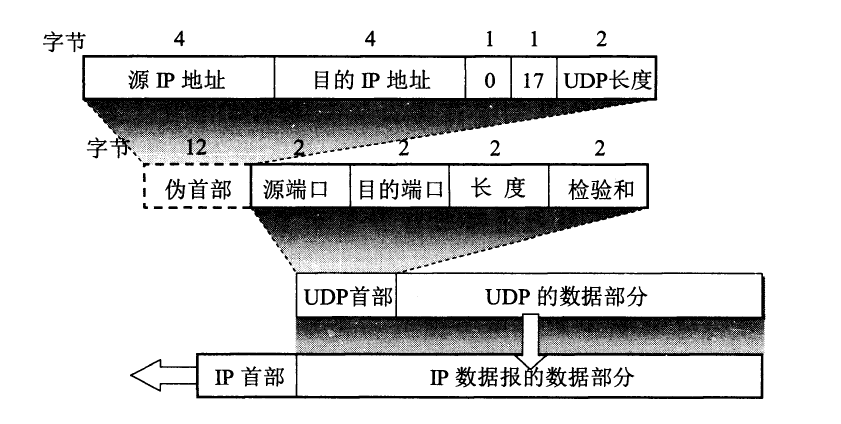 字节 4 4 1 1 2
源 IP 地址 目的 IP 地址 0 17 UDP长度
字节 12 2 2 2 2
伪首部 源端口 目的端口 长 度 检验和
UDP首部 UDP 的数据部分
IP 首部 IP 数据报的数据部分